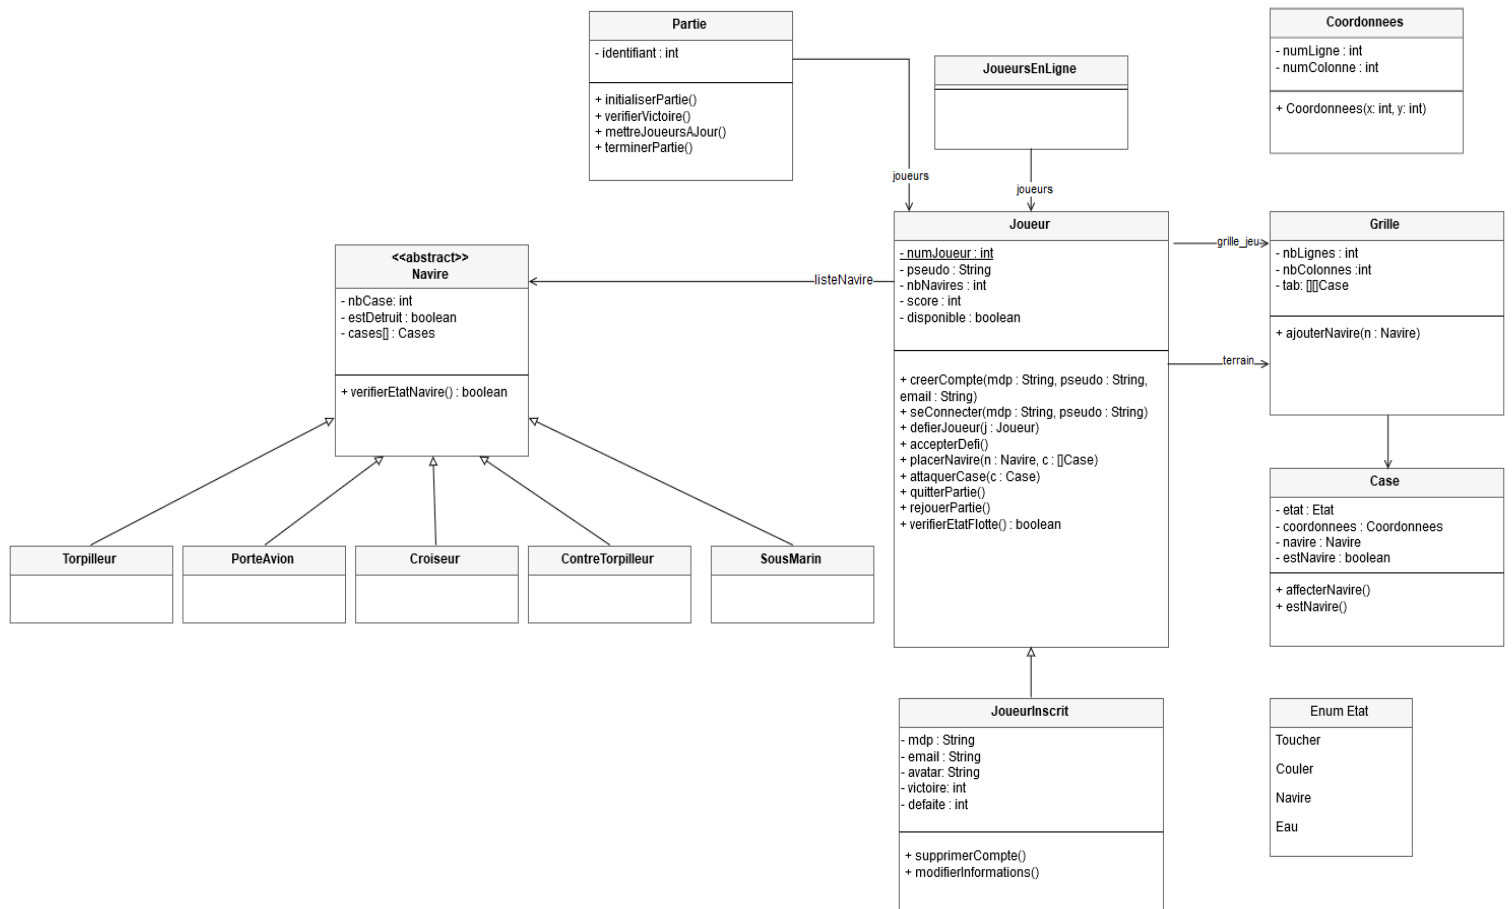 Partie
- identifiant : int
+ initialiserPartie()
+ verifierVictoire()
+ mettreJoueursAJour()
+ terminerPartie()
JoueursEnLigne
Coordonnees
- numLigne : int
- numColonne : int
+ Coordonnees(x: int, y: int)
joueurs
joueurs
<<abstract>>
Navire
- nbCase: int
- estDetruit : boolean
- cases[] : Cases
+ verifierEtatNavire() : boolean
listeNavire
Joueur
- numJoueur : int
- pseudo : String
- nbNavires : int
- score : int
- disponible : boolean
+ creerCompte(mdp : String, pseudo : String,
email : String)
+ seConnecter(mdp : String, pseudo : String)
+ defierJoueur(j : Joueur)
+ accepterDefi()
+ placerNavire(n : Navire, c : []Case)
+ attaquerCase(c : Case)
+ quitterPartie()
+ rejouerPartie()
+ verifierEtatFlotte() : boolean
grille_jeu
terrain
Grille
- nbLignes : int
- nbColonnes :int
- tab: [][]Case
+ ajouterNavire(n : Navire)
Case
- etat : Etat
- coordonnees : Coordonnees
- navire : Navire
- estNavire : boolean
+ affecterNavire()
+ estNavire()
Torpilleur
PorteAvion
Croiseur
ContreTorpilleur
SousMarin
JoueurInscrit
- mdp : String
- email : String
- avatar: String
- victoire: int
- defaite : int
+ supprimerCompte()
+ modifierInformations()
Enum Etat
Toucher
Couler
Navire
Eau